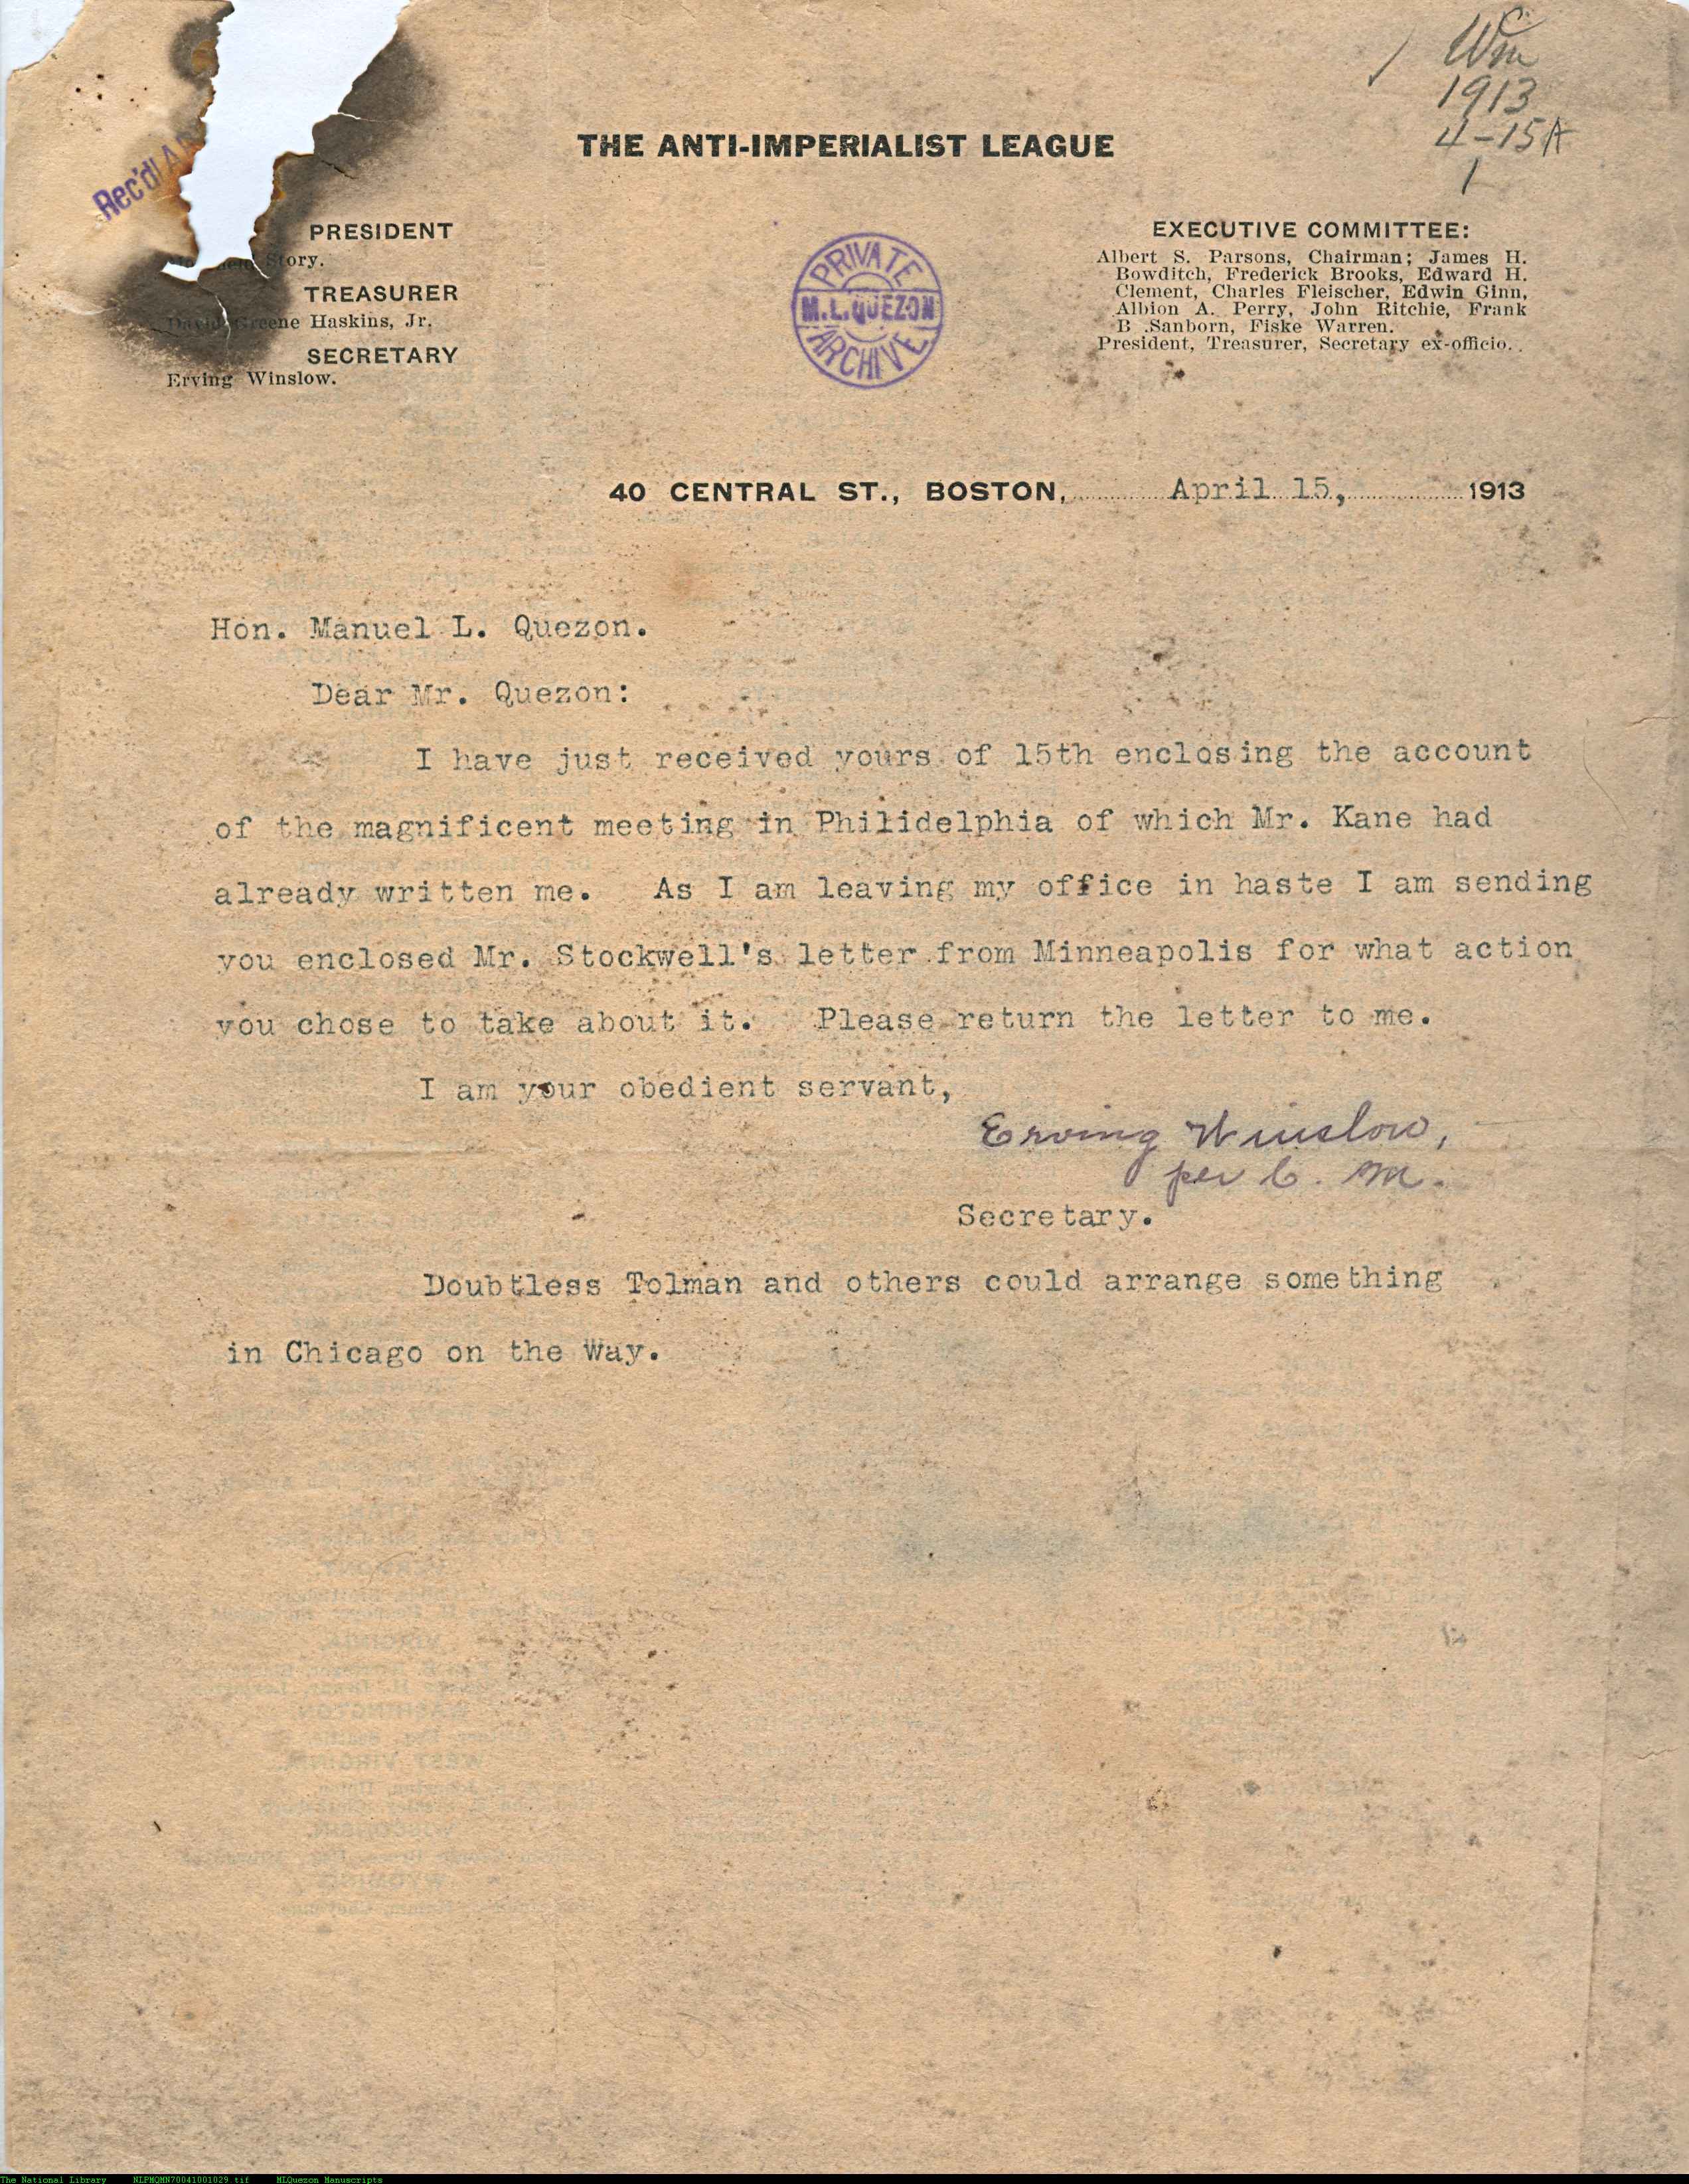 Wm
1913
4-15A
1
THE ANTI-IMPERIALIST LEAGUE
Rec'd
PRESIDENT
Story.
TREASURER
David Greene Haskins, Jr.
SECRETARY
Erving Winslow.
PRIVATE
M.L.QUEZON
ARCHIVE
EXECUTIVE COMMITTEE:
Albert S. Parsons, Chairman; James H.
Bowditch, Frederick Brooks, Edward H.
Clement, Charles Fleischer, Edwin Ginn,
Albion A. Perry, John Ritchie, Frank
B .Sanborn, Fiske Warren.
President, Treasurer, Secretary ex-officio.
40 CENTRAL ST., BOSTON, April 15, 1913
Hon. Manuel L. Quezon.
Dear Mr. Quezon:
I have just received yours of 15th enclosing the account
of the magnificent meeting in Philidelphia of which Mr. Kane had
already written me. As I am leaving my office in haste I am sending
you enclosed Mr. Stockwell's letter from Minneapolis for what action
you chose to take about it. Please return the letter to me.
I am your obedient servant,
Erving Winslow,
per C. M.
Secretary.
Doubtless Tolman and others could arrange something
in Chicago on the Way.
The National Library NLPMQMN70041001029.tif MLQuezon Manuscripts